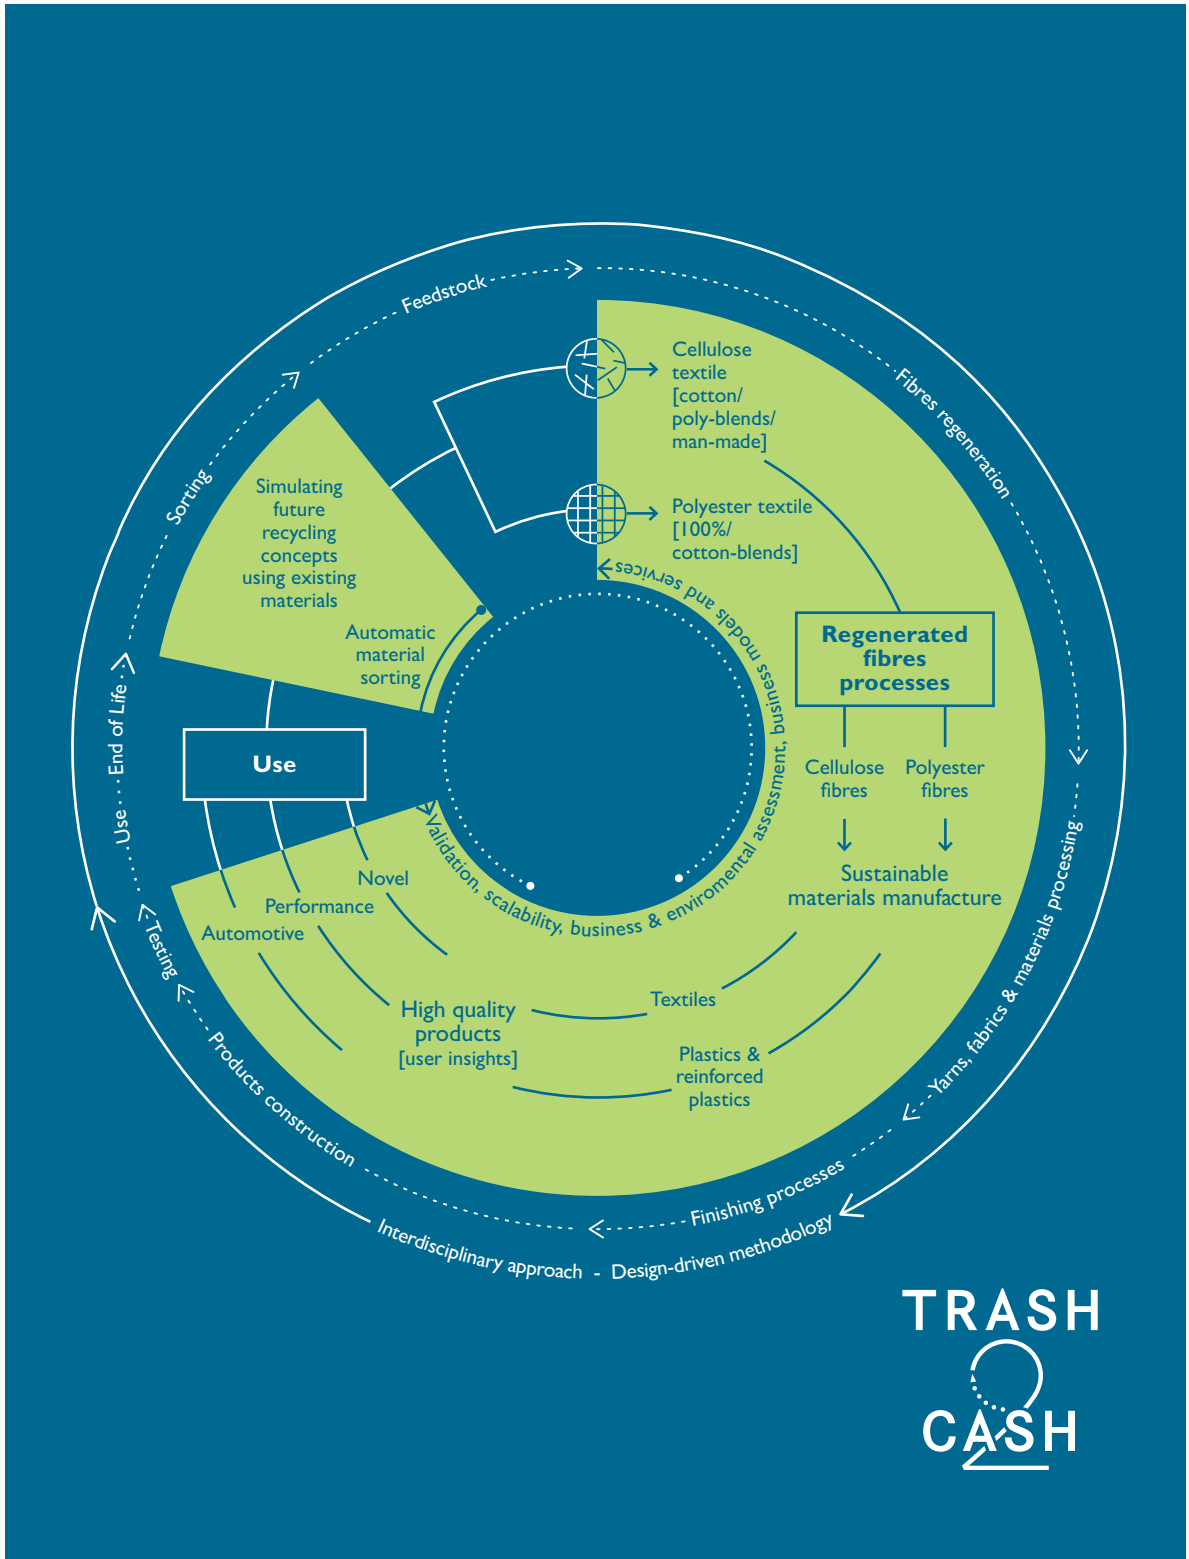 Feedstock
Fibres regeneration
Yarns, fabrics & materials processing
Finishing processes
Products construction
Testing
Use
End of Life
Sorting
Interdisciplinary approach - Design-driven methodology
Cellulose
textile
[cotton/
poly-blends/
man-made]
Polyester textile
[100%/
cotton-blends]
Simulating
future
recycling
concepts
using existing
materials
Automatic
material
sorting
Validation, scalability, business & enviromental assessment, business models and services
Regenerated
fibres
processes
Cellulose
fibres
Polyester
fibres
Sustainable
materials manufacture
Textiles
Plastics &
reinforced
plastics
High quality
products
[user insights]
Novel
Performance
Automotive
Use
TRASH
2
CASH